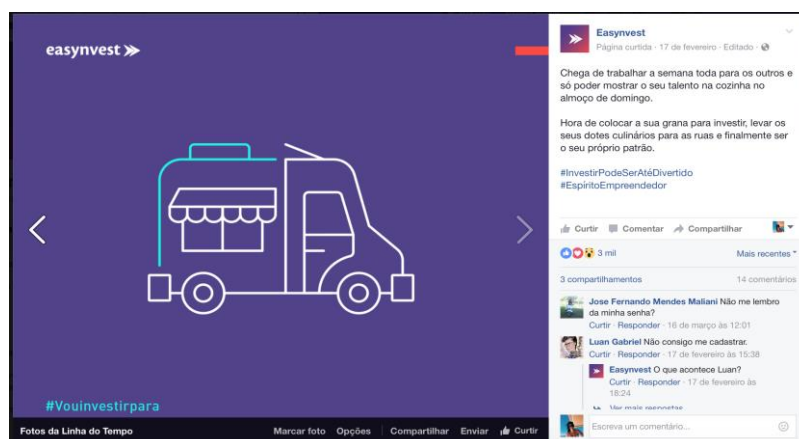 easynvest
#Vouinvestirpara
Fotos da Linha do Tempo
Marcar foto Opções Compartilhar Enviar Curtir
Easynvest
Página curtida · 17 de fevereiro · Editado ·
Chega de trabalhar a semana toda para os outros e
só poder mostrar o seu talento na cozinha no
almoço de domingo.
Hora de colocar a sua grana para investir, levar os
seus dotes culinários para as ruas e finalmente ser
o seu próprio patrão.
#InvestirPodeSerAtéDivertido
#EspíritoEmpreendedor
Curtir Comentar Compartilhar
3 mil
Mais recentes
3 compartilhamentos
14 comentários
Jose Fernando Mendes Maliani Não me lembro
da minha senha?
Curtir · Responder · 16 de março às 12:01
Luan Gabriel Não consigo me cadastrar.
Curtir · Responder · 17 de fevereiro às 15:38
Easynvest O que acontece Luan?
Curtir · Responder · 17 de fevereiro às
18:24
Ver mais respostas
Escreva um comentário...